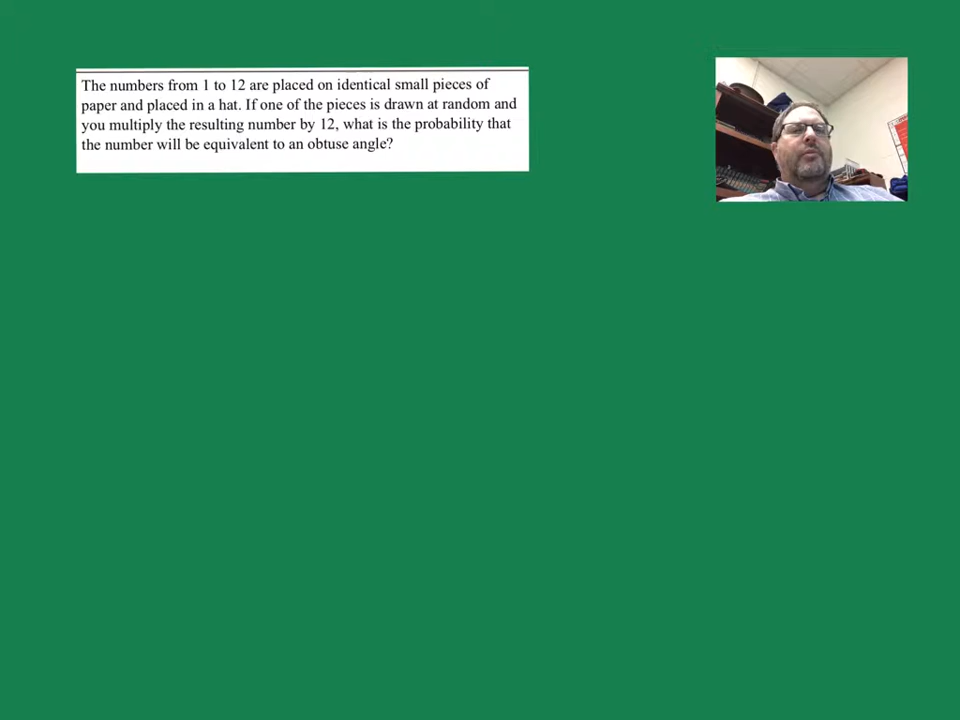 The numbers from 1 to 12 are placed on identical small pieces of
paper and placed in a hat. If one of the pieces is drawn at random and
you multiply the resulting number by 12, what is the probability that
the number will be equivalent to an obtuse angle?